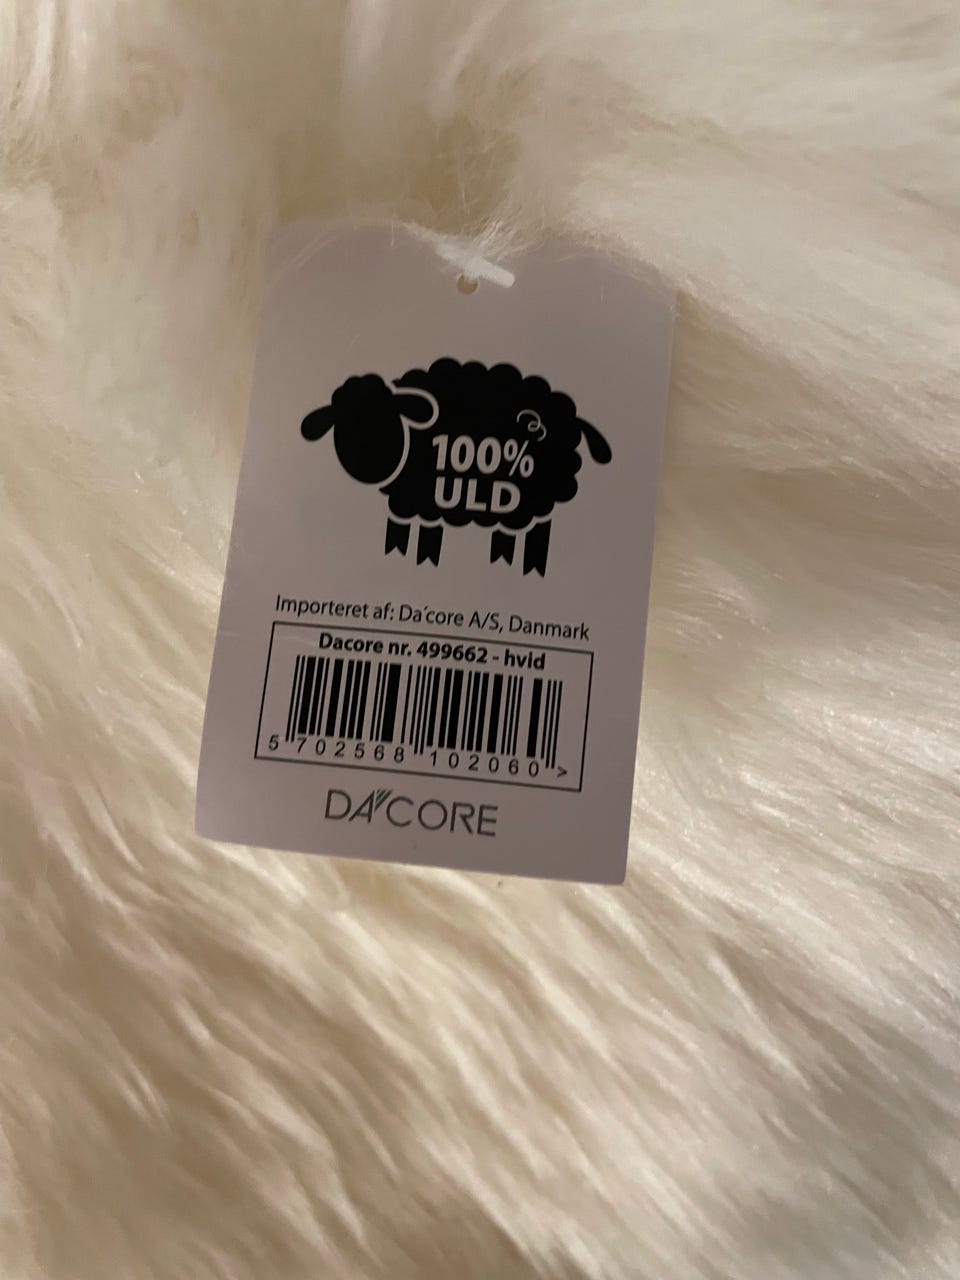 100%
ULD
Importeret af: Da´core A/S, Danmark
Dacore nr. 499662 - hvid
5 702568 102060 >
DA'CORE